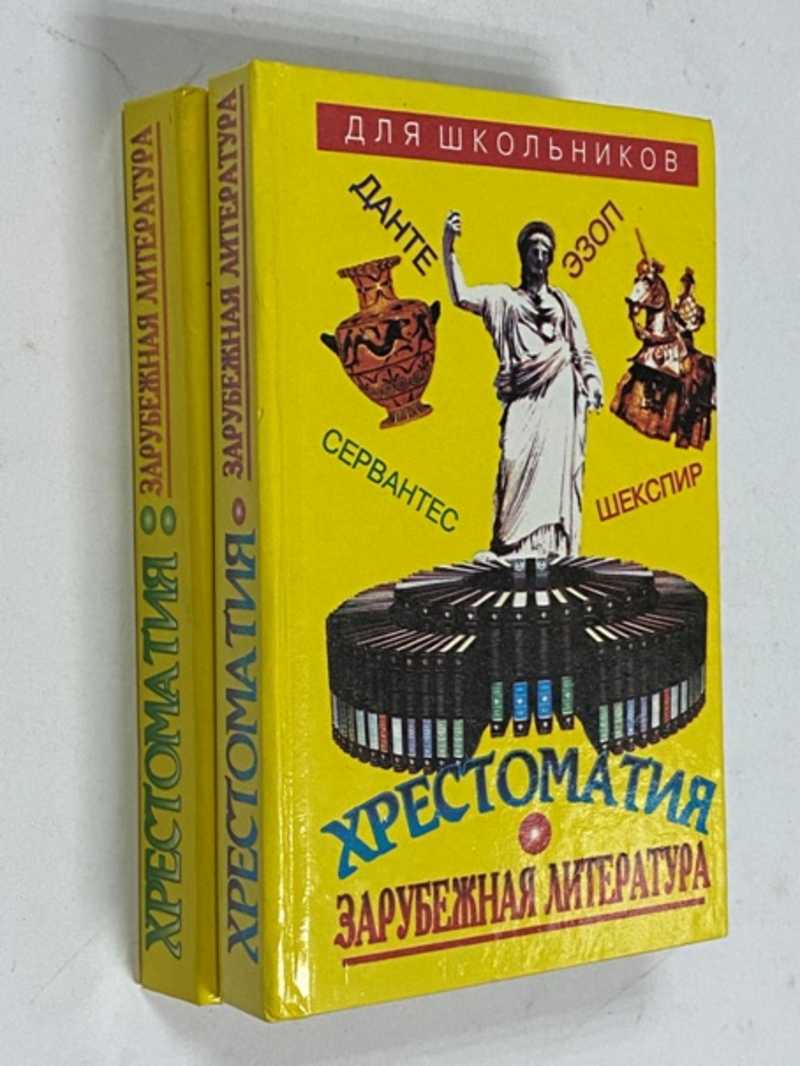 ХРЕСТОМАТИЯ ЗАРУБЕЖНАЯ ЛИТЕРАТУРА
ХРЕСТОМАТИЯ ЗАРУБЕЖНАЯ ЛИТЕРАТУРА
ДЛЯ ШКОЛЬНИКОВ
ДАНТЕ
ЭЗОП
СЕРВАНТЕС
ШЕКСПИР
ХРЕСТОМАТИЯ
ЗАРУБЕЖНАЯ ЛИТЕРАТУРА